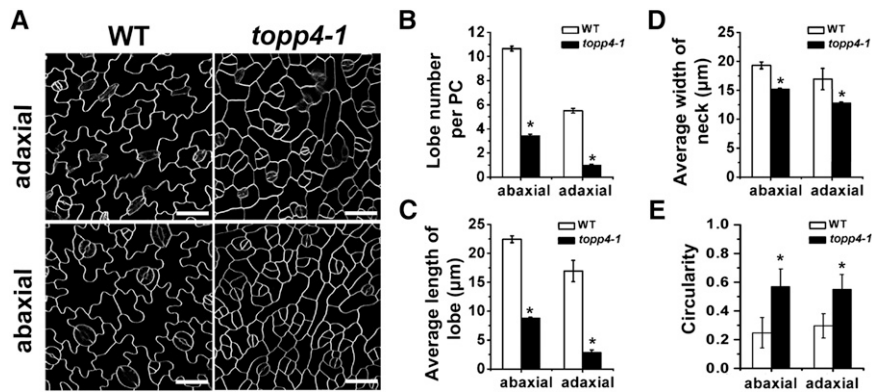 A
WT
topp4-1
adaxial
abaxial
B
Lobe number
per PC
12
10
8
6
4
2
0
WT
topp4-1
*
*
abaxial
adaxial
C
Average length of
lobe (μm)
25
20
15
10
5
0
WT
topp4-1
*
*
abaxial
adaxial
D
Average width of
neck (μm)
25
20
15
10
5
0
WT
topp4-1
*
*
abaxial
adaxial
E
Circularity
1.0
0.8
0.6
0.4
0.2
0.0
WT
topp4-1
*
*
abaxial
adaxial